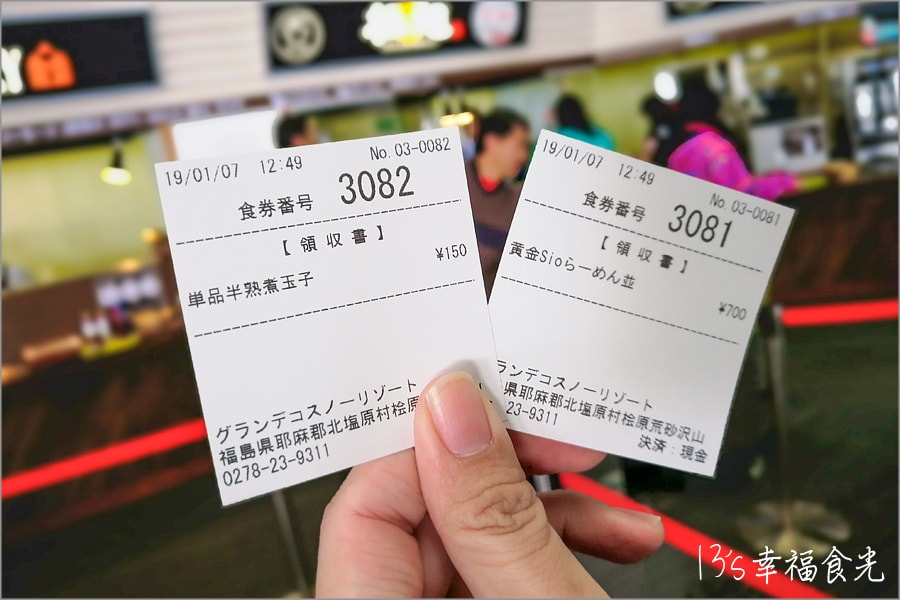 19/01/07 12:49 No.03-0082
食券番号 3082
【 領 収 書 】
単品半熟煮玉子 ¥150
グランデコスノーリゾート
福島県耶麻郡北塩原村桧原
0278-23-9311
19/01/07 12:49 No 03-0081
食券番号 3081
【 領 収 書 】
黄金Sioらーめん並 ¥700
ランデコスノーリゾート
県耶麻郡北塩原村桧原荒砂沢山
23-9311 決済：現金
13's幸福食光